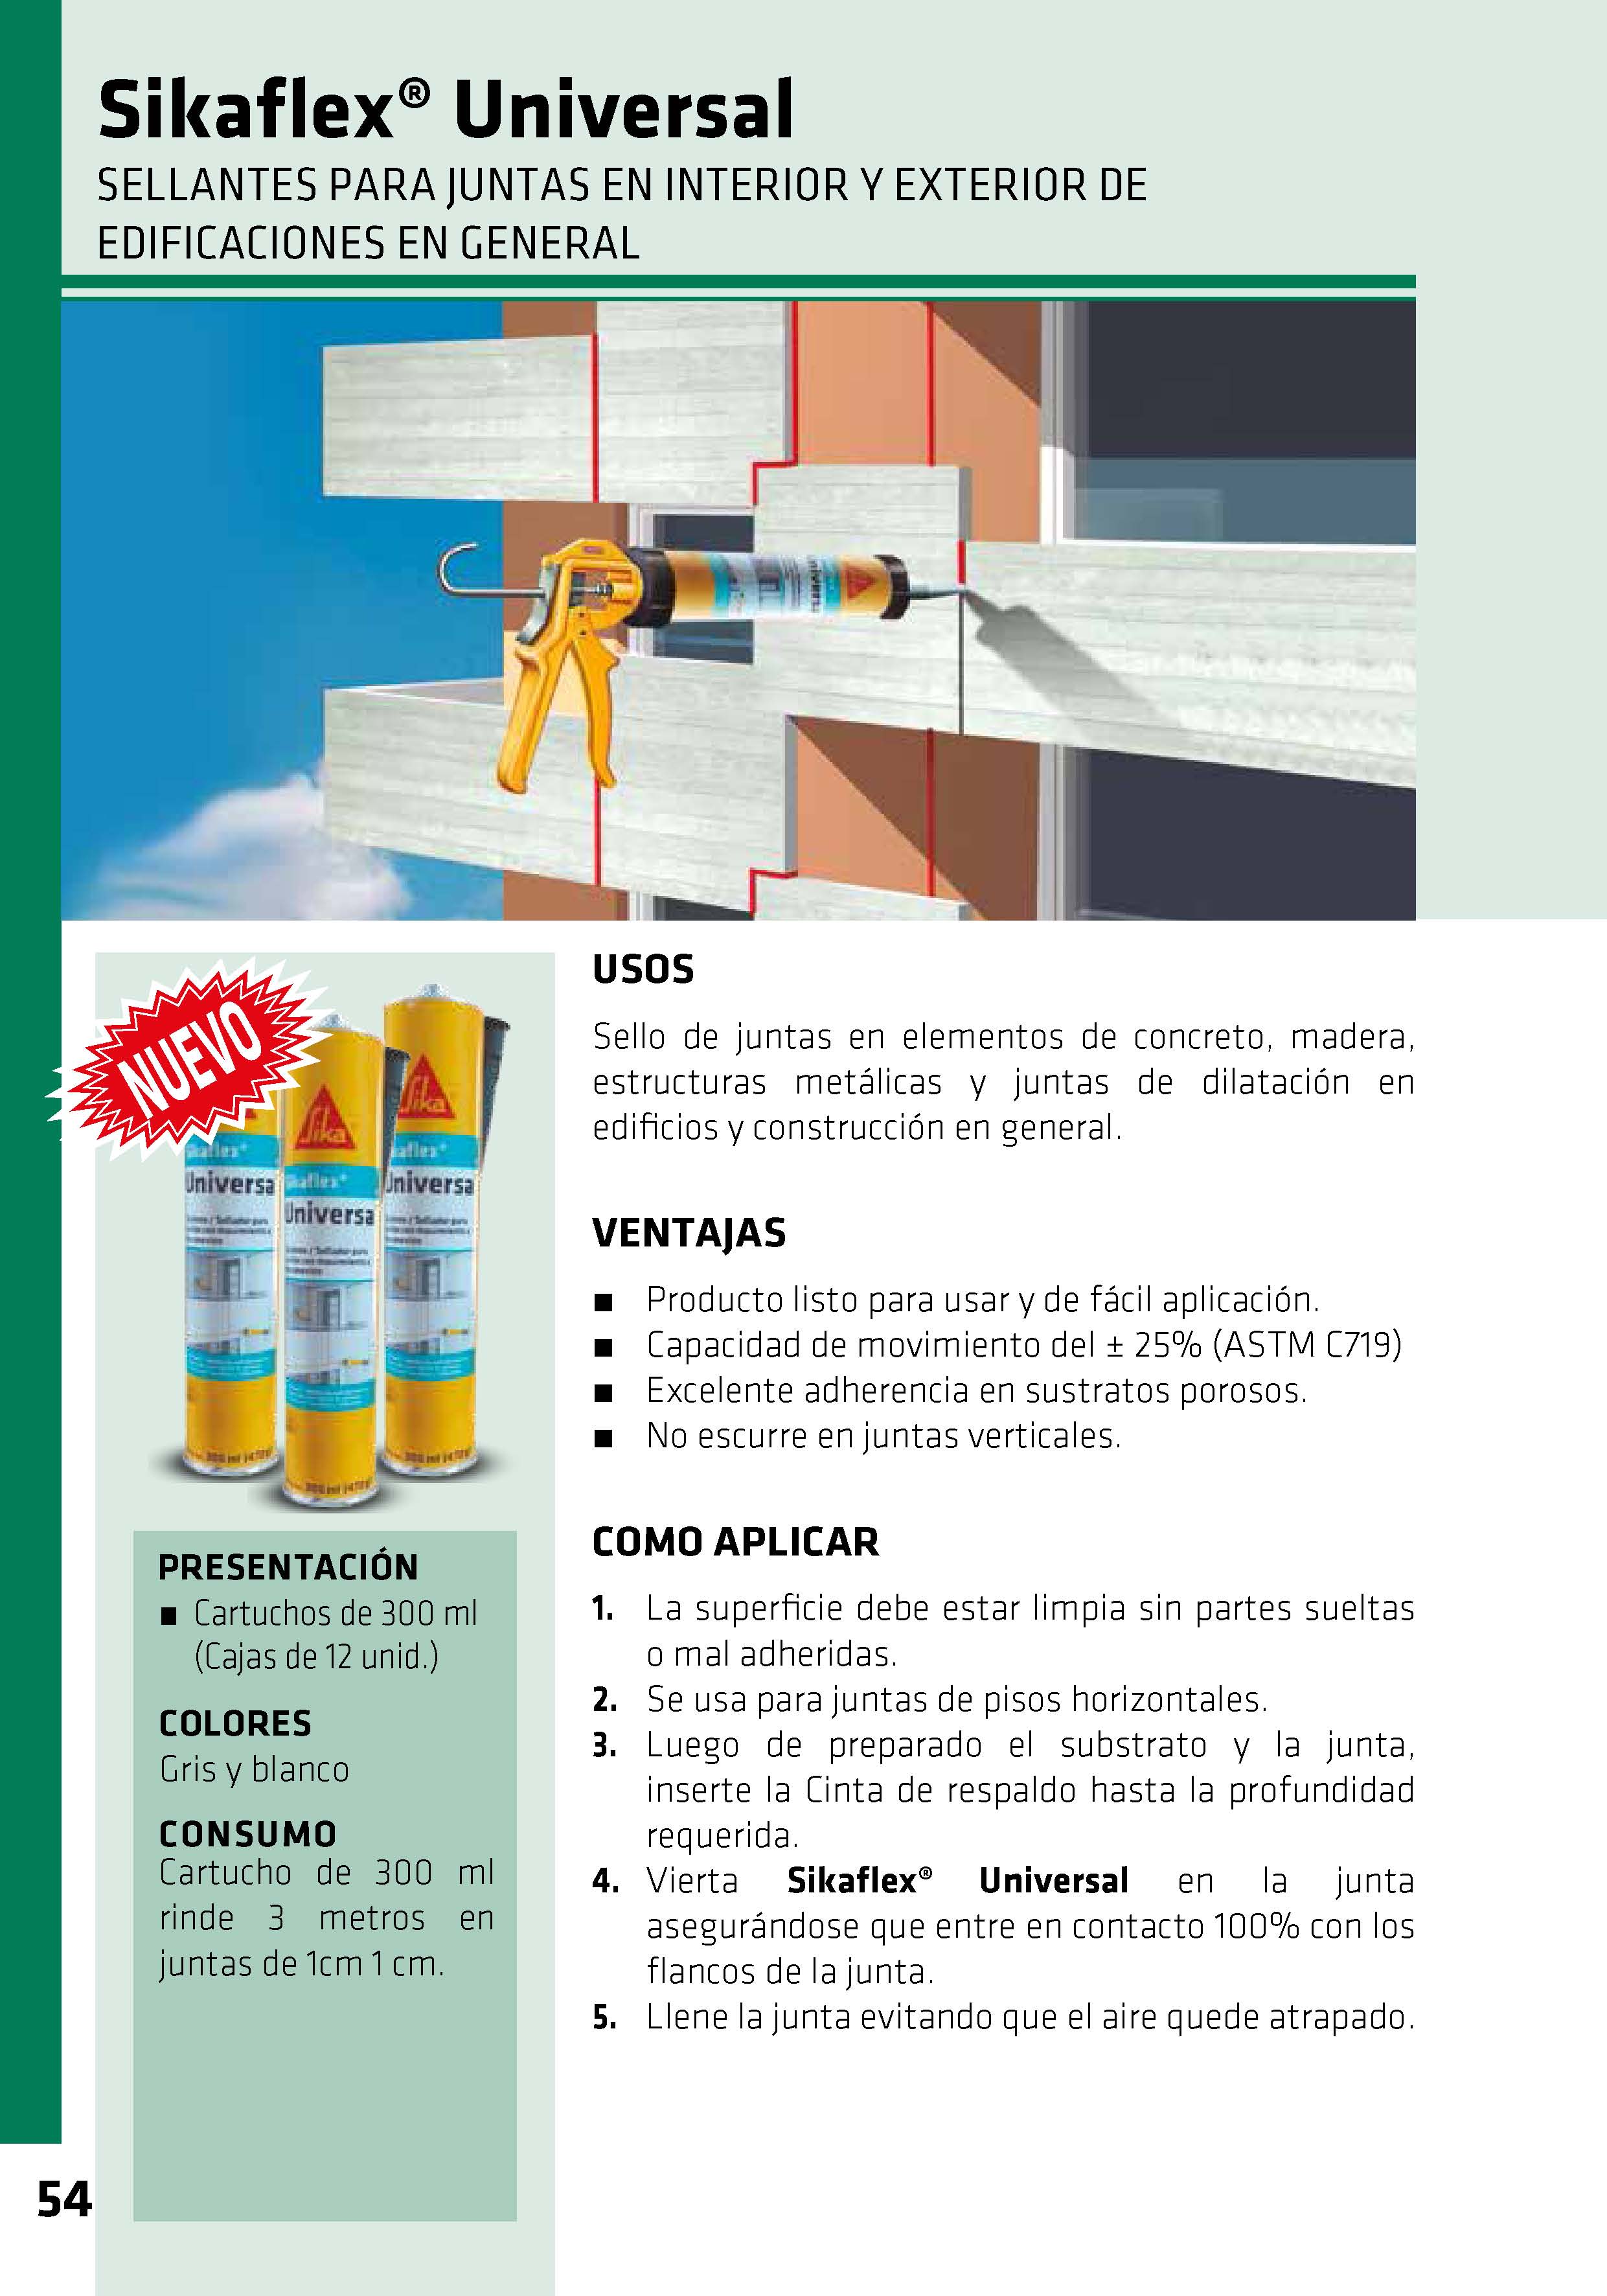 Sikaflex® Universal
SELLANTES PARA JUNTAS EN INTERIOR Y EXTERIOR DE
EDIFICACIONES EN GENERAL
NUEVO
Sika
Sika
Sikaflex®
Universal
Universal
Universal
300 ml
USOS
Sello de juntas en elementos de concreto, madera,
estructuras metálicas y juntas de dilatación en
edificios y construcción en general.
VENTAJAS
■ Producto listo para usar y de fácil aplicación.
■ Capacidad de movimiento del ± 25% (ASTM C719)
■ Excelente adherencia en sustratos porosos.
■ No escurre en juntas verticales.
COMO APLICAR
1. La superficie debe estar limpia sin partes sueltas
o mal adheridas.
2. Se usa para juntas de pisos horizontales.
3. Luego de preparado el substrato y la junta,
inserte la Cinta de respaldo hasta la profundidad
requerida.
4. Vierta Sikaflex® Universal en la junta
asegurándose que entre en contacto 100% con los
flancos de la junta.
5. Llene la junta evitando que el aire quede atrapado.
PRESENTACIÓN
■ Cartuchos de 300 ml
(Cajas de 12 unid.)
COLORES
Gris y blanco
CONSUMO
Cartucho de 300 ml
rinde 3 metros en
juntas de 1cm 1 cm.
54